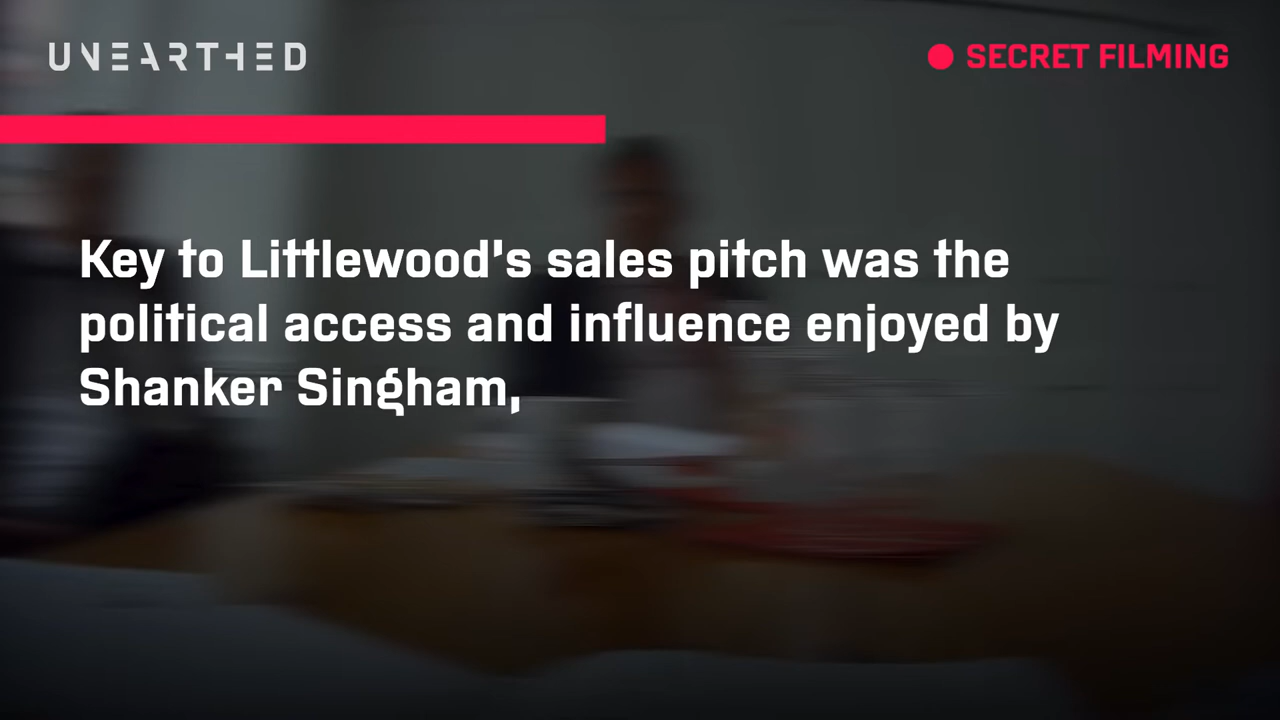 UNEARTHED
SECRET FILMING
Key to Littlewood's sales pitch was the
political access and influence enjoyed by
Shanker Singham,